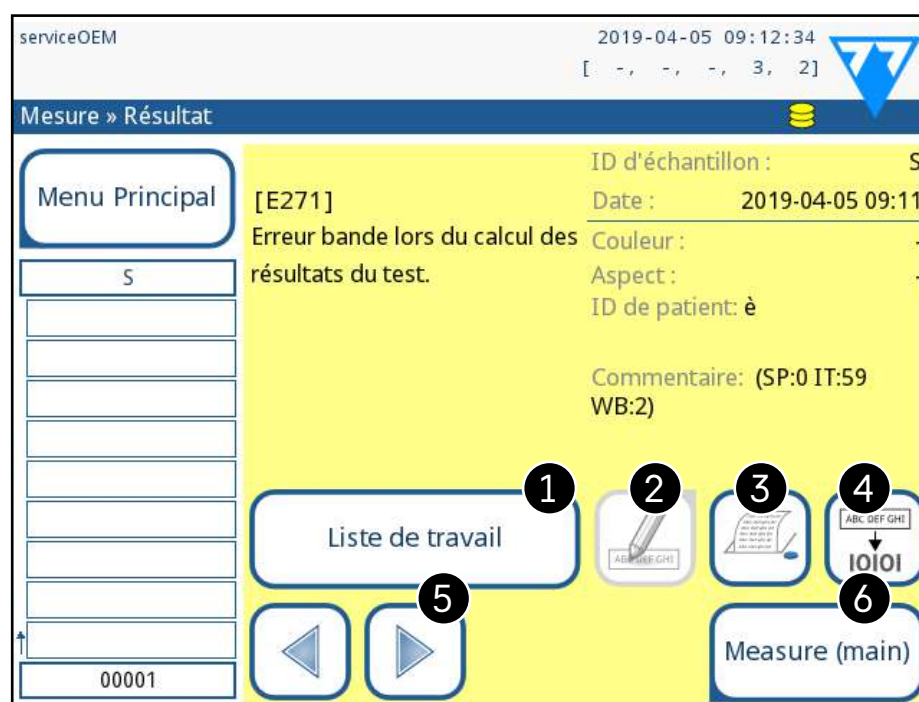 serviceOEM
2019-04-05 09:12:34
[ -, -, -, 3, 2]
Mesure » Résultat
Menu Principal
S
00001
[E271]
Erreur bande lors du calcul des
résultats du test.
ID d'échantillon : S
Date : 2019-04-05 09:11
Couleur : -
Aspect : -
ID de patient: è
Commentaire: (SP:0 IT:59
WB:2)
1
2
3
4
Liste de travail
ABC DEF GHI
ABC DEF GHI
IOIOI
5
6
Measure (main)